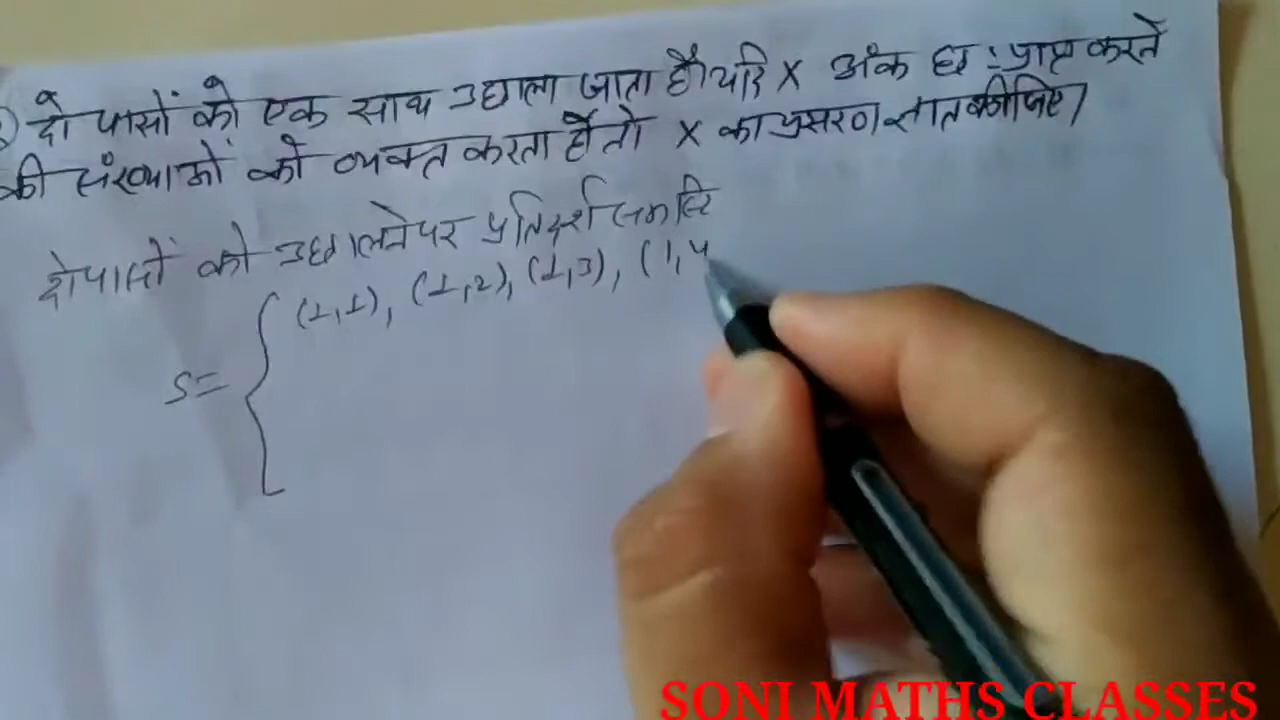 दो पासों को एक साथ उछाला जाता है। यदि X अंक छ: प्राप्त करने
की संख्याओं को व्यक्त करता है तो X का प्रसरण ज्ञात कीजिए।
दो पासों को उछालने पर प्रतिदर्श समष्टि
S = { (1,1), (1,2), (1,3), (1,4
SONI MATHS CLASSES